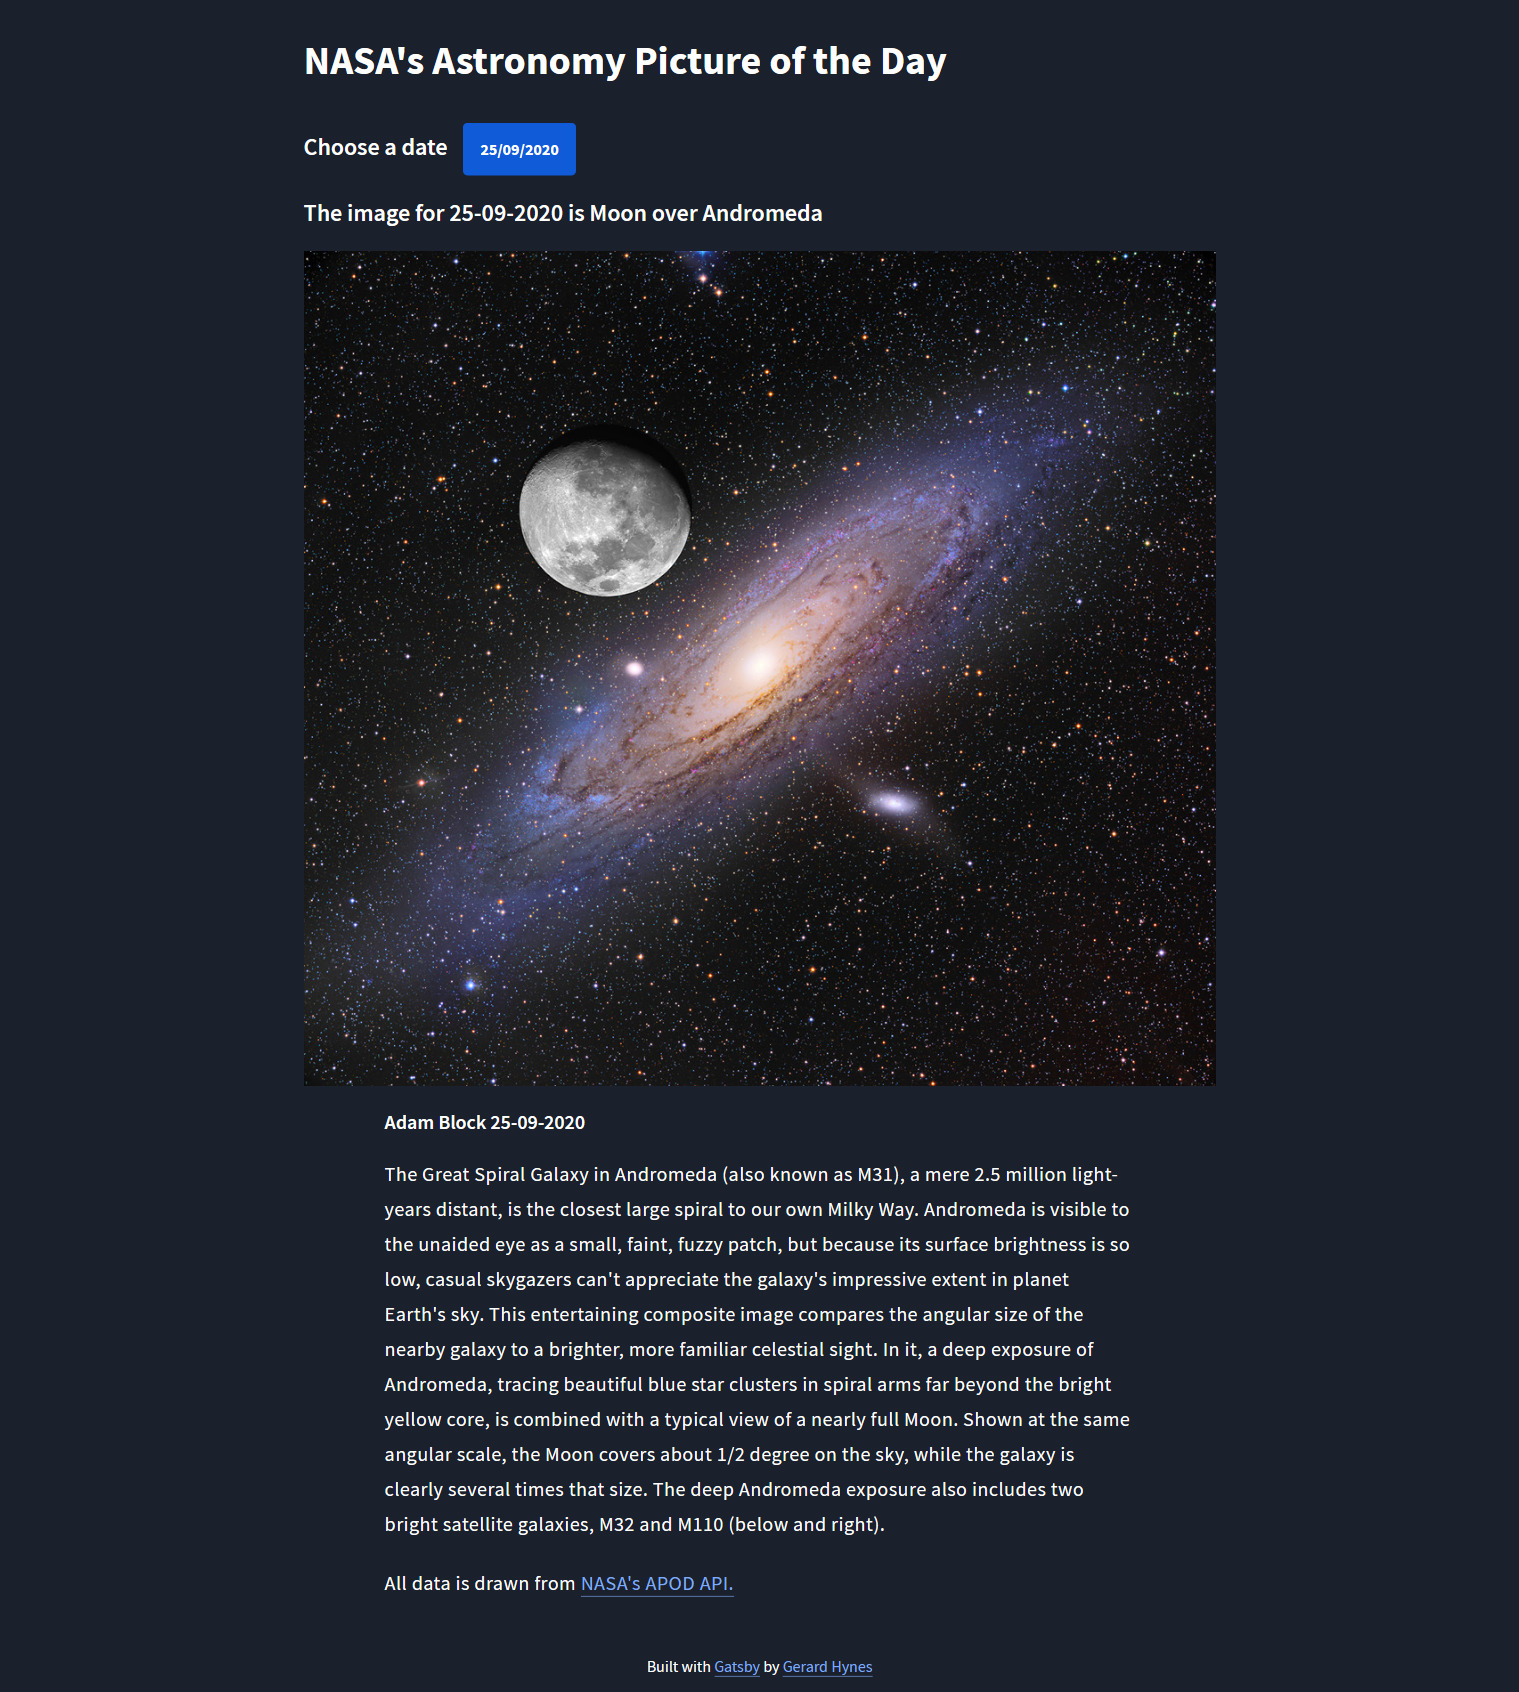 NASA's Astronomy Picture of the Day
Choose a date 25/09/2020
The image for 25-09-2020 is Moon over Andromeda
Adam Block 25-09-2020
The Great Spiral Galaxy in Andromeda (also known as M31), a mere 2.5 million light-
years distant, is the closest large spiral to our own Milky Way. Andromeda is visible to
the unaided eye as a small, faint, fuzzy patch, but because its surface brightness is so
low, casual skygazers can't appreciate the galaxy's impressive extent in planet
Earth's sky. This entertaining composite image compares the angular size of the
nearby galaxy to a brighter, more familiar celestial sight. In it, a deep exposure of
Andromeda, tracing beautiful blue star clusters in spiral arms far beyond the bright
yellow core, is combined with a typical view of a nearly full Moon. Shown at the same
angular scale, the Moon covers about 1/2 degree on the sky, while the galaxy is
clearly several times that size. The deep Andromeda exposure also includes two
bright satellite galaxies, M32 and M110 (below and right).
All data is drawn from NASA's APOD API.
Built with Gatsby by Gerard Hynes